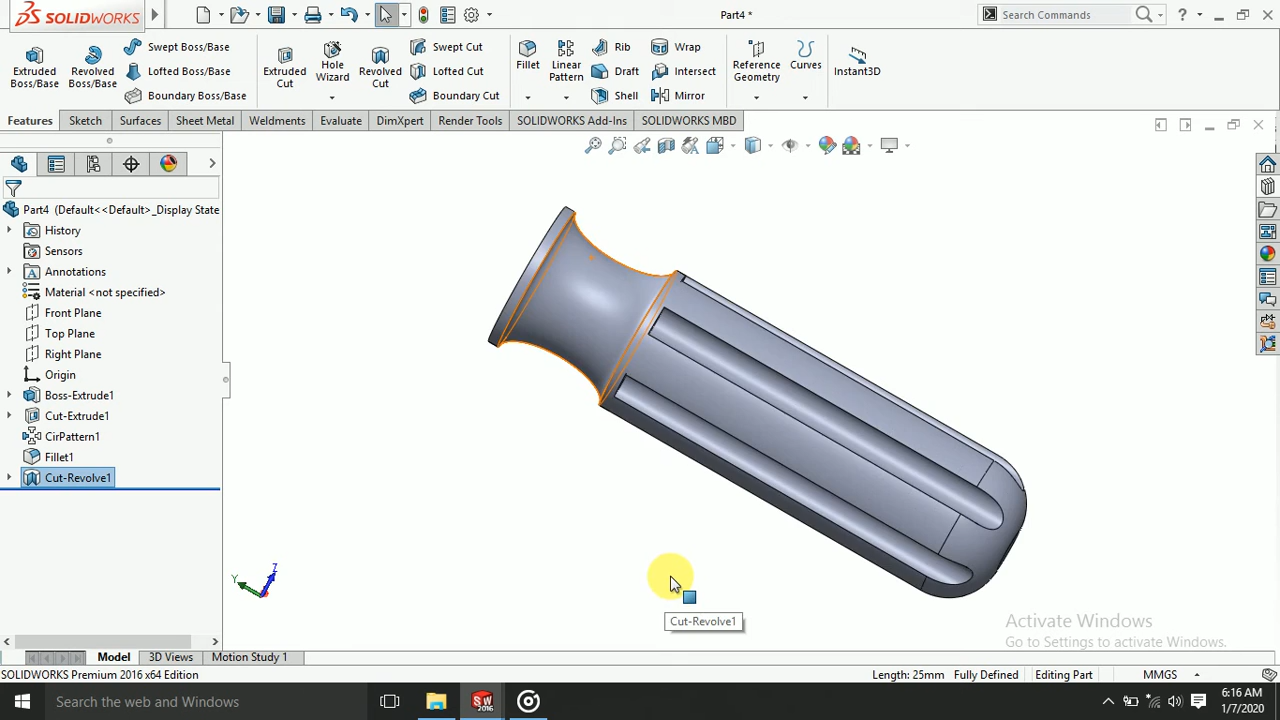 SOLIDWORKS
Part4 *
Search Commands
Extruded Boss/Base
Revolved Boss/Base
Swept Boss/Base
Lofted Boss/Base
Boundary Boss/Base
Extruded Cut
Hole Wizard
Revolved Cut
Swept Cut
Lofted Cut
Boundary Cut
Fillet
Linear Pattern
Rib
Draft
Shell
Wrap
Intersect
Mirror
Reference Geometry
Curves
Instant3D
Features
Sketch
Surfaces
Sheet Metal
Weldments
Evaluate
DimXpert
Render Tools
SOLIDWORKS Add-Ins
SOLIDWORKS MBD
Part4 (Default<<Default>_Display State
History
Sensors
Annotations
Material <not specified>
Front Plane
Top Plane
Right Plane
Origin
Boss-Extrude1
Cut-Extrude1
CirPattern1
Fillet1
Cut-Revolve1
Y
Z
Cut-Revolve1
Activate Windows
Go to Settings to activate Windows.
Model
3D Views
Motion Study 1
SOLIDWORKS Premium 2016 x64 Edition
Length: 25mm
Fully Defined
Editing Part
MMGS
Search the web and Windows
SW
2016
6:16 AM
1/7/2020